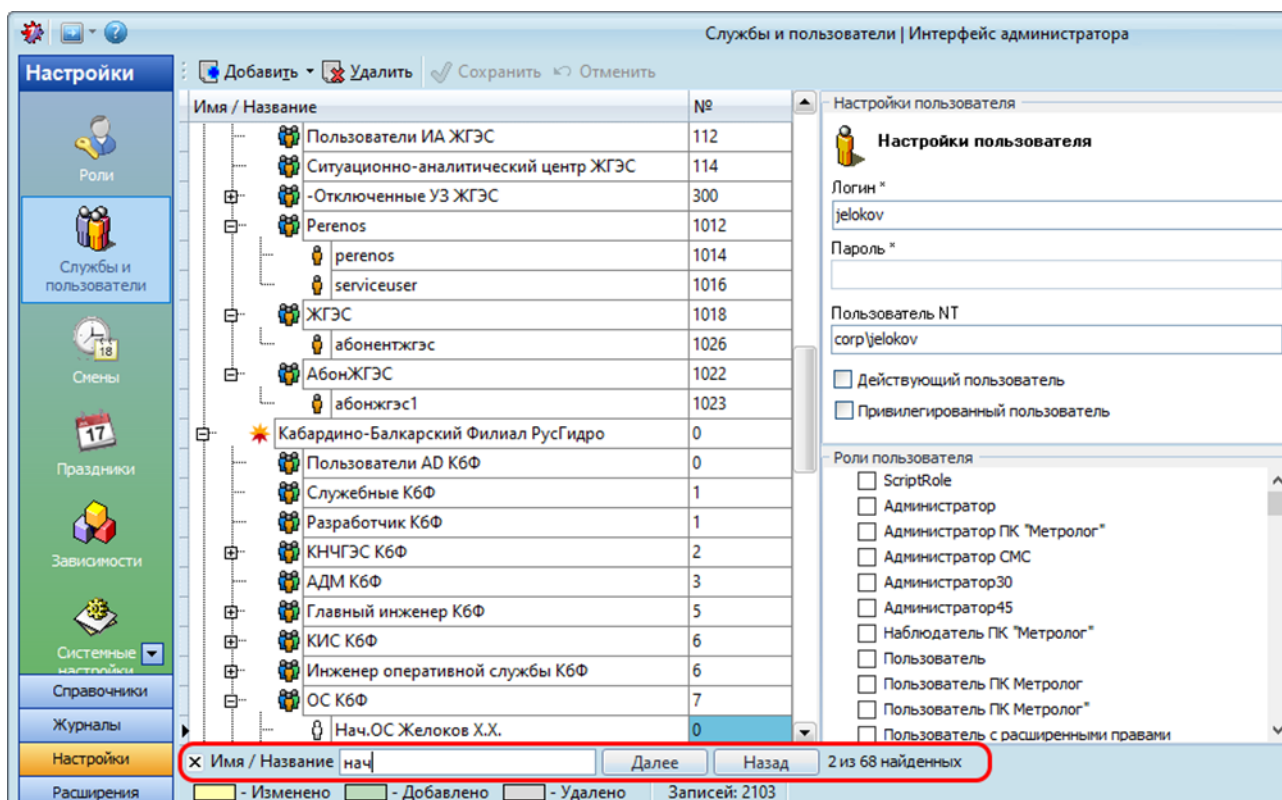 Службы и пользователи | Интерфейс администратора
Настройки
Добавить
Удалить
Сохранить
Отменить
Роли
Службы и
пользователи
Смены
17
18
Праздники
Зависимости
Системные
настройки
Справочники
Журналы
Настройки
Расширения
Имя / Название №
Пользователи ИА ЖГЭС 112
Ситуационно-аналитический центр ЖГЭС 114
-Отключенные УЗ ЖГЭС 300
Perenos 1012
perenos 1014
serviceuser 1016
ЖГЭС 1018
абонентжгэс 1026
АбонЖГЭС 1022
абонжгэс1 1023
Кабардино-Балкарский Филиал РусГидро 0
Пользователи AD КбФ 0
Служебные КбФ 1
Разработчик КбФ 1
КНЧГЭС КбФ 2
АДМ КбФ 3
Главный инженер КбФ 5
КИС КбФ 6
Инженер оперативной службы КбФ 6
ОС КбФ 7
Нач.ОС Желоков Х.Х. 0
Настройки пользователя
Настройки пользователя
Логин *
jelokov
Пароль *
Пользователь NT
corp\jelokov
Действующий пользователь
Привилегированный пользователь
Роли пользователя
ScriptRole
Администратор
Администратор ПК "Метролог"
Администратор СМС
Администратор30
Администратор45
Наблюдатель ПК "Метролог"
Пользователь
Пользователь ПК Метролог
Пользователь ПК Метролог"
Пользователь с расширенными правами
Имя / Название нач Далее Назад 2 из 68 найденных
- Изменено - Добавлено - Удалено Записей: 2103